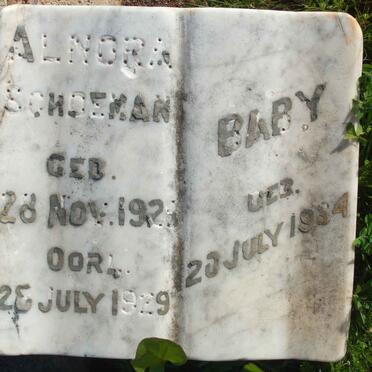 ALNORA
SCHOEMAN
GEB.
28 NOV. 192
OORL.
28 JULY 1929
BABY
GEB.
28 JULY 1934